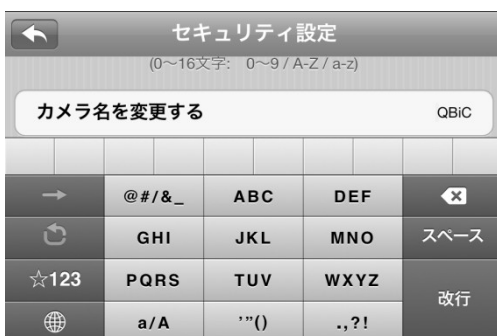 セキュリティ設定
(0〜16文字: 0〜9 / A-Z / a-z)
カメラ名を変更する QBiC
→ @#/&_ ABC DEF
GHI JKL MNO スペース
☆123 PQRS TUV WXYZ
改行
a/A '"() .,?!